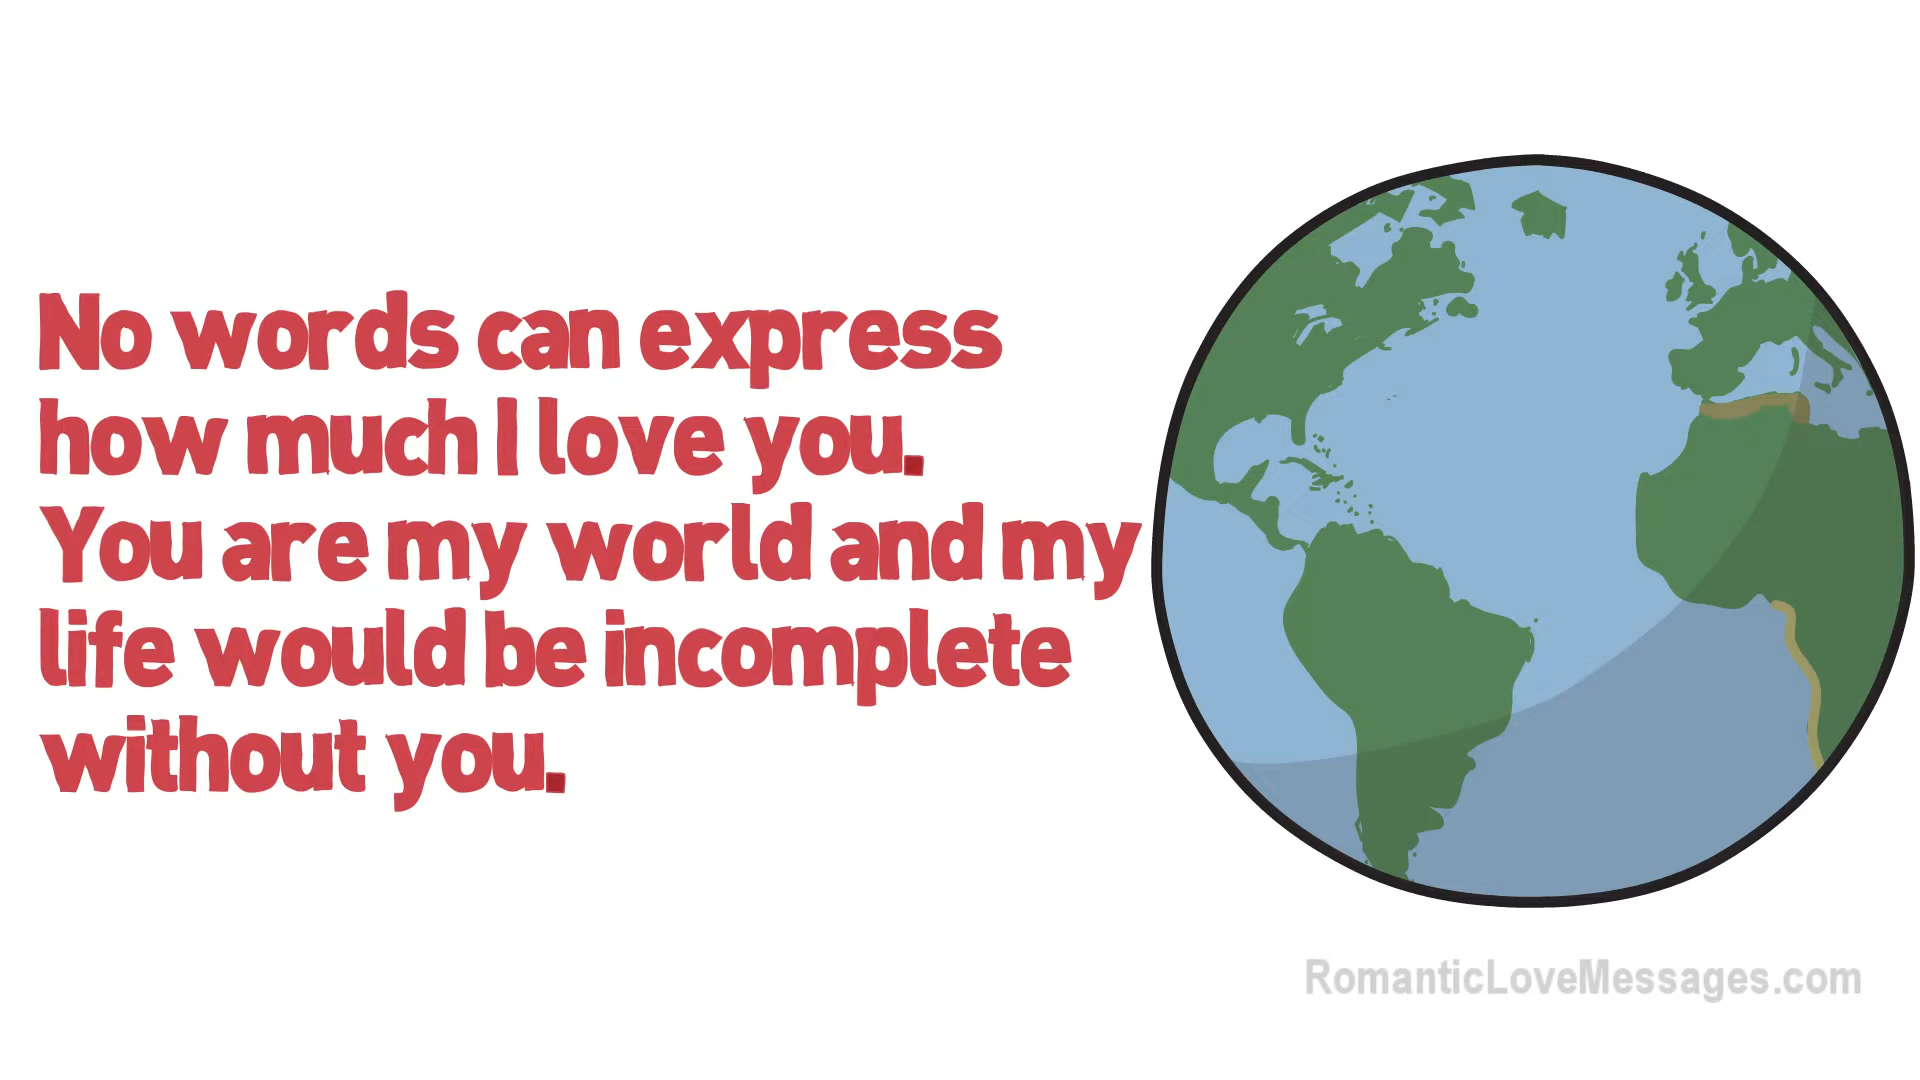 No words can express
how much I love you.
You are my world and my
life would be incomplete
without you.
RomanticLoveMessages.com